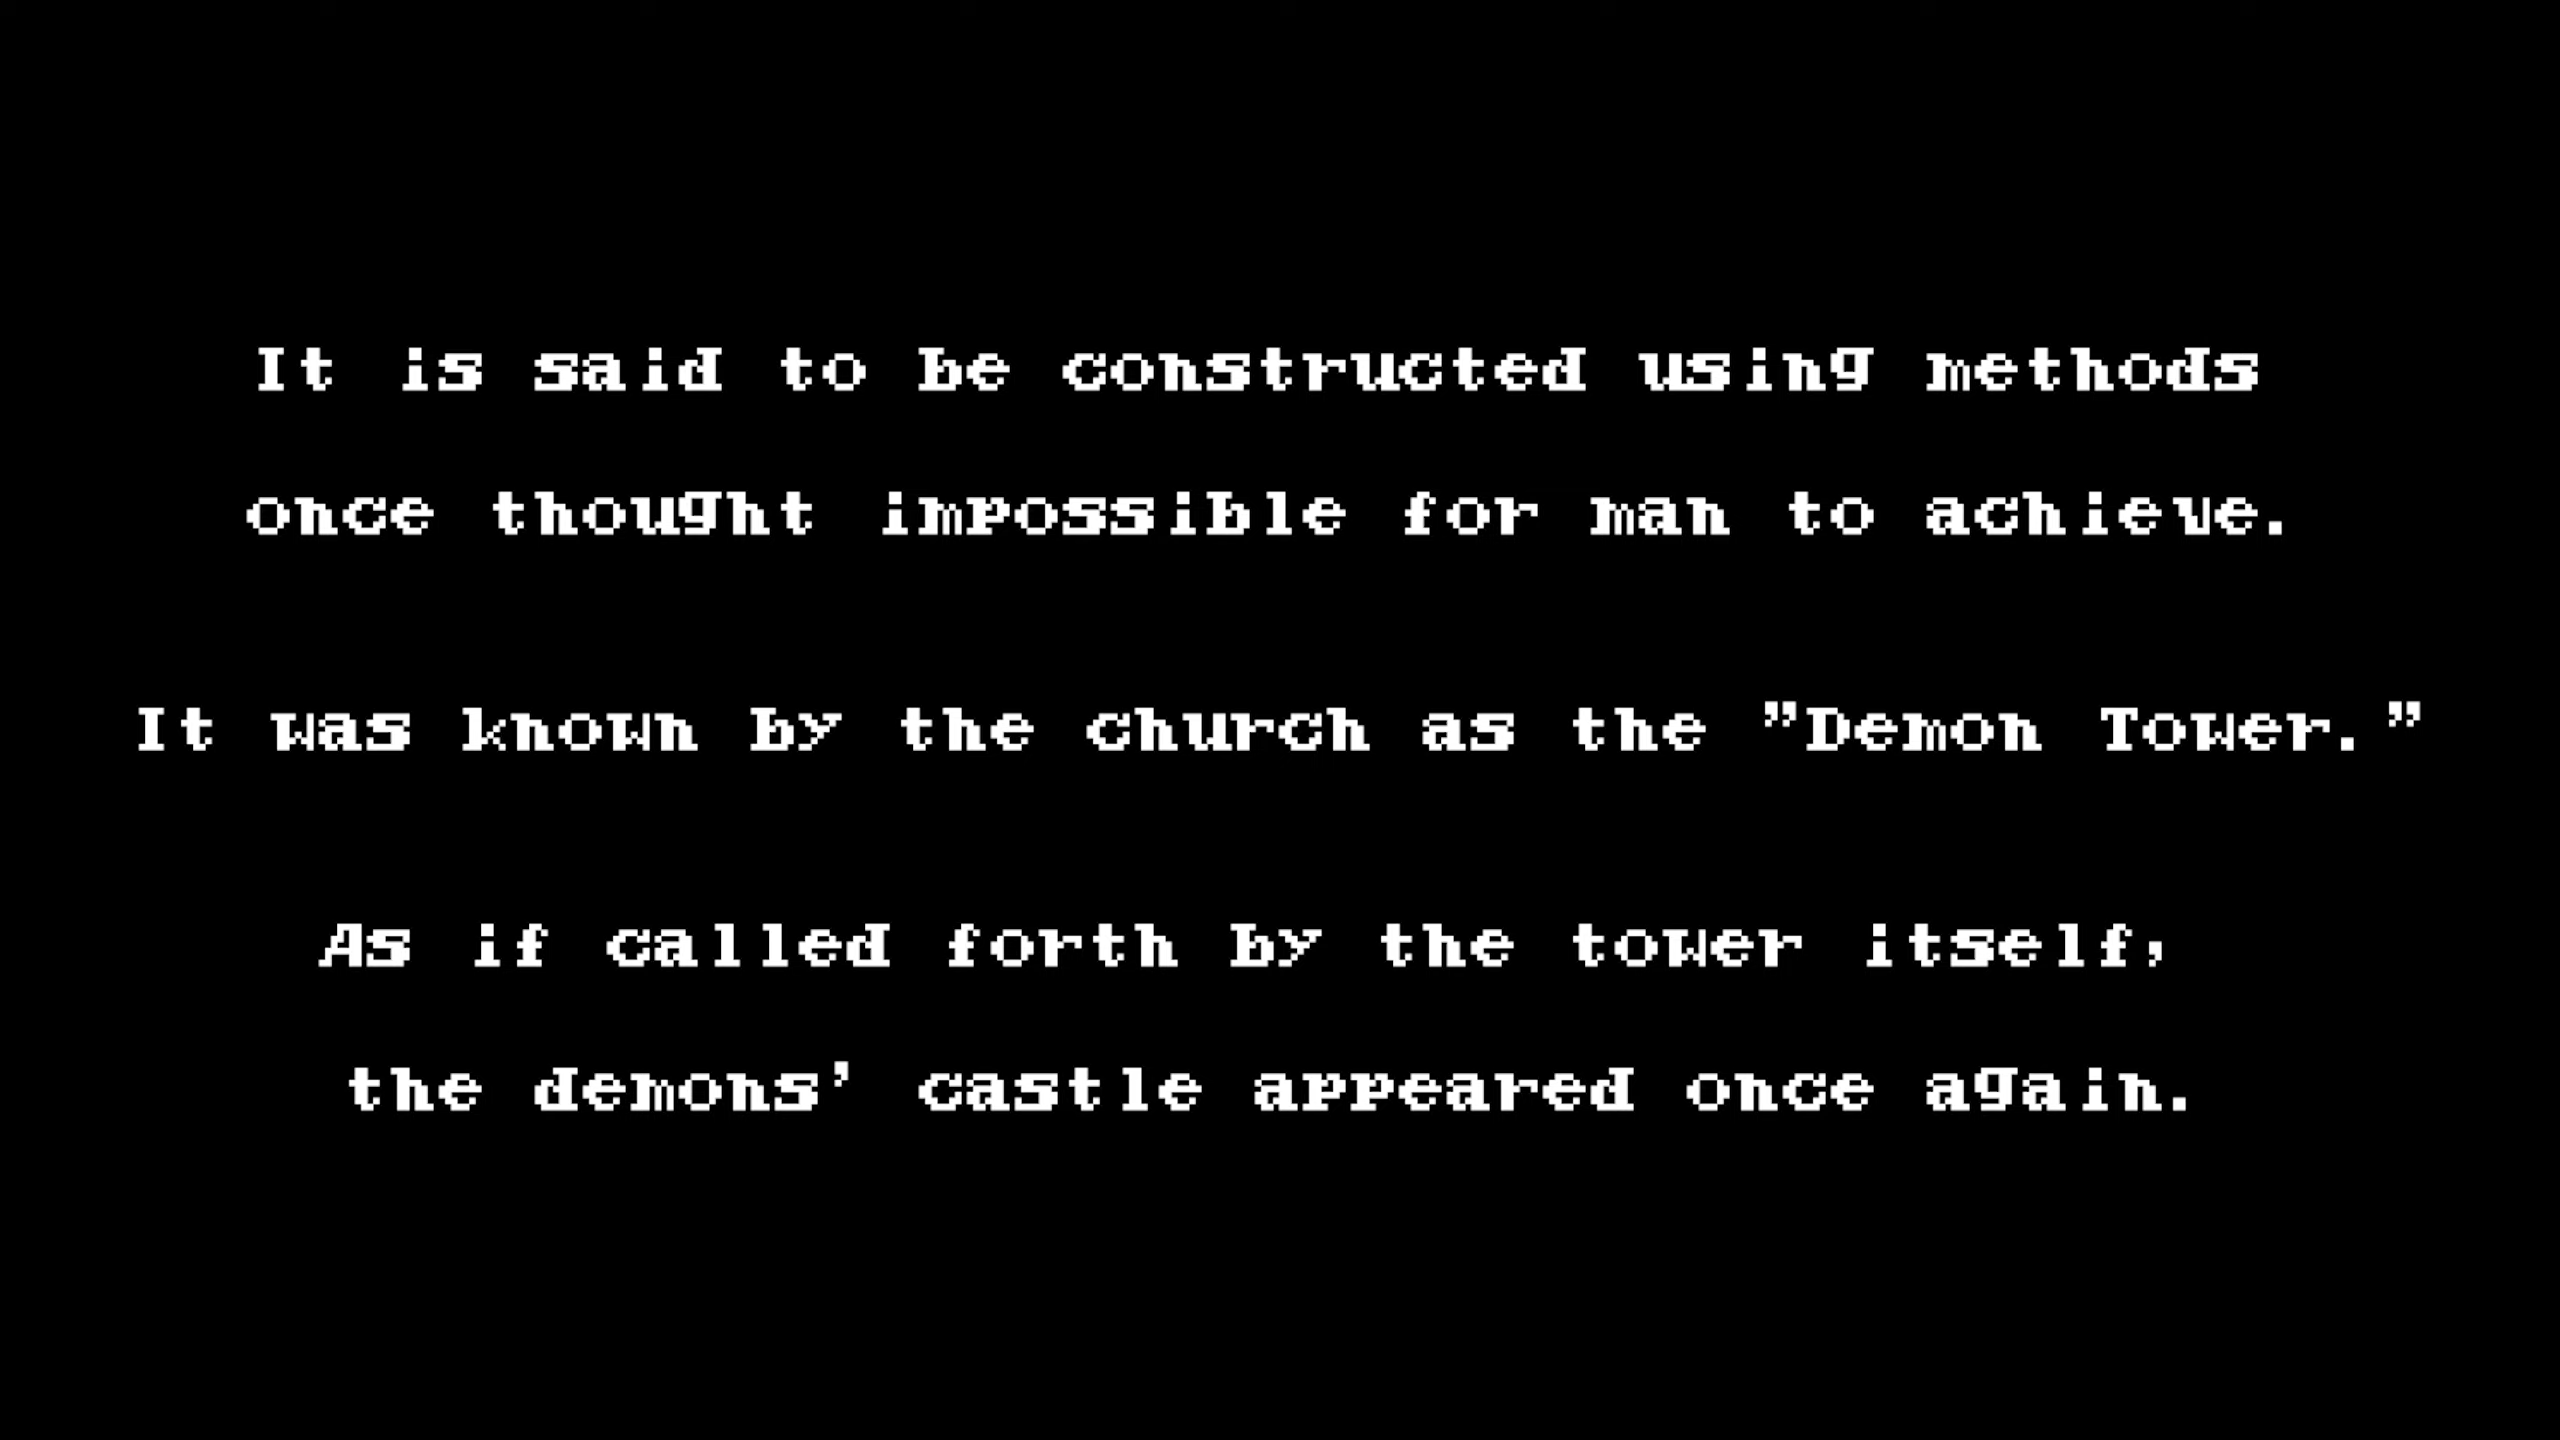 It is said to be constructed using methods
once thought impossible for man to achieve.
It was known by the church as the "Demon Tower."
As if called forth by the tower itself,
the demons' castle appeared once again.